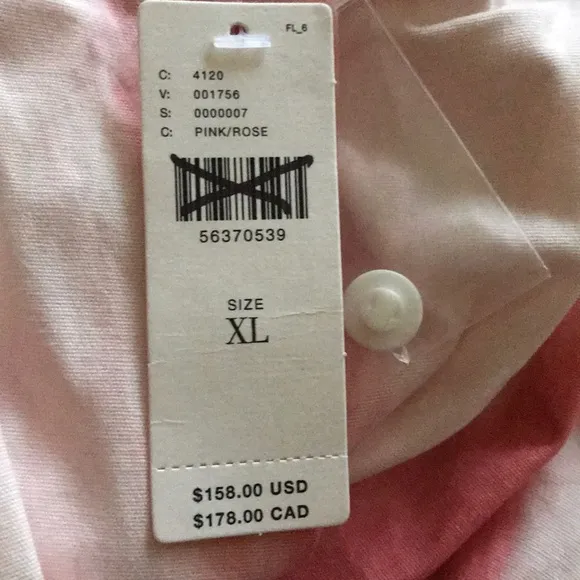 FL_6
C: 4120
V: 001756
S: 0000007
C: PINK/ROSE
56370539
SIZE
XL
$158.00 USD
$178.00 CAD